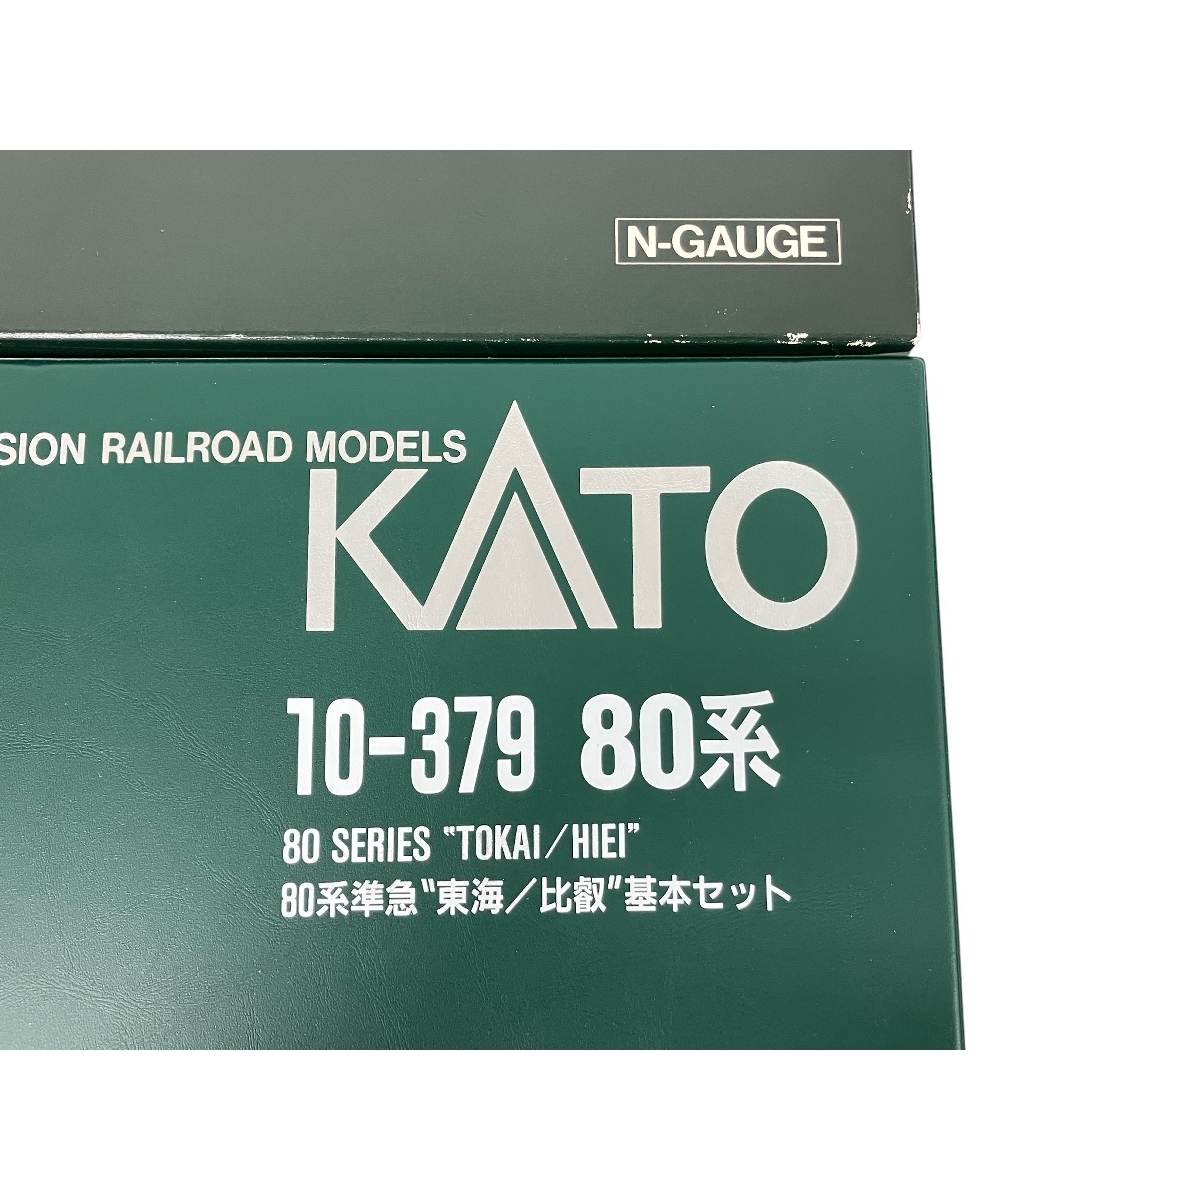 N-GAUGE
RAILROAD MODELS
KATO
10-379 80系
80 SERIES "TOKAI/HIEI"
80系準急"東海/比叡"基本セット